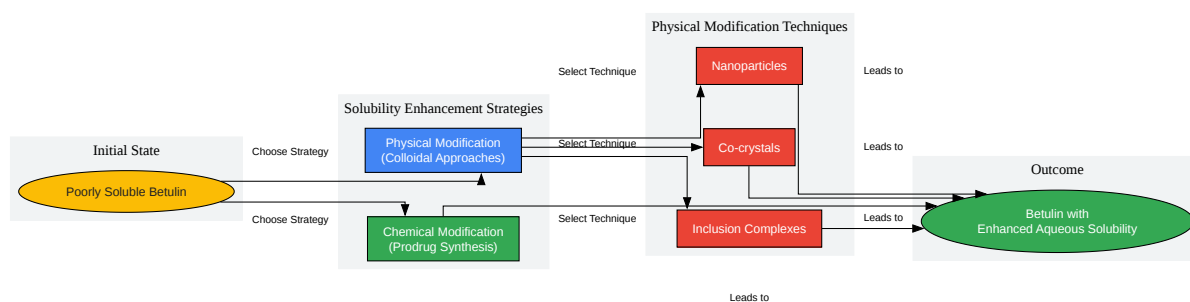 Initial State
Poorly Soluble Betulin
Choose Strategy
Choose Strategy
Solubility Enhancement Strategies
Physical Modification
(Colloidal Approaches)
Chemical Modification
(Prodrug Synthesis)
Select Technique
Select Technique
Select Technique
Physical Modification Techniques
Nanoparticles
Co-crystals
Inclusion Complexes
Leads to
Leads to
Leads to
Leads to
Outcome
Betulin with
Enhanced Aqueous Solubility